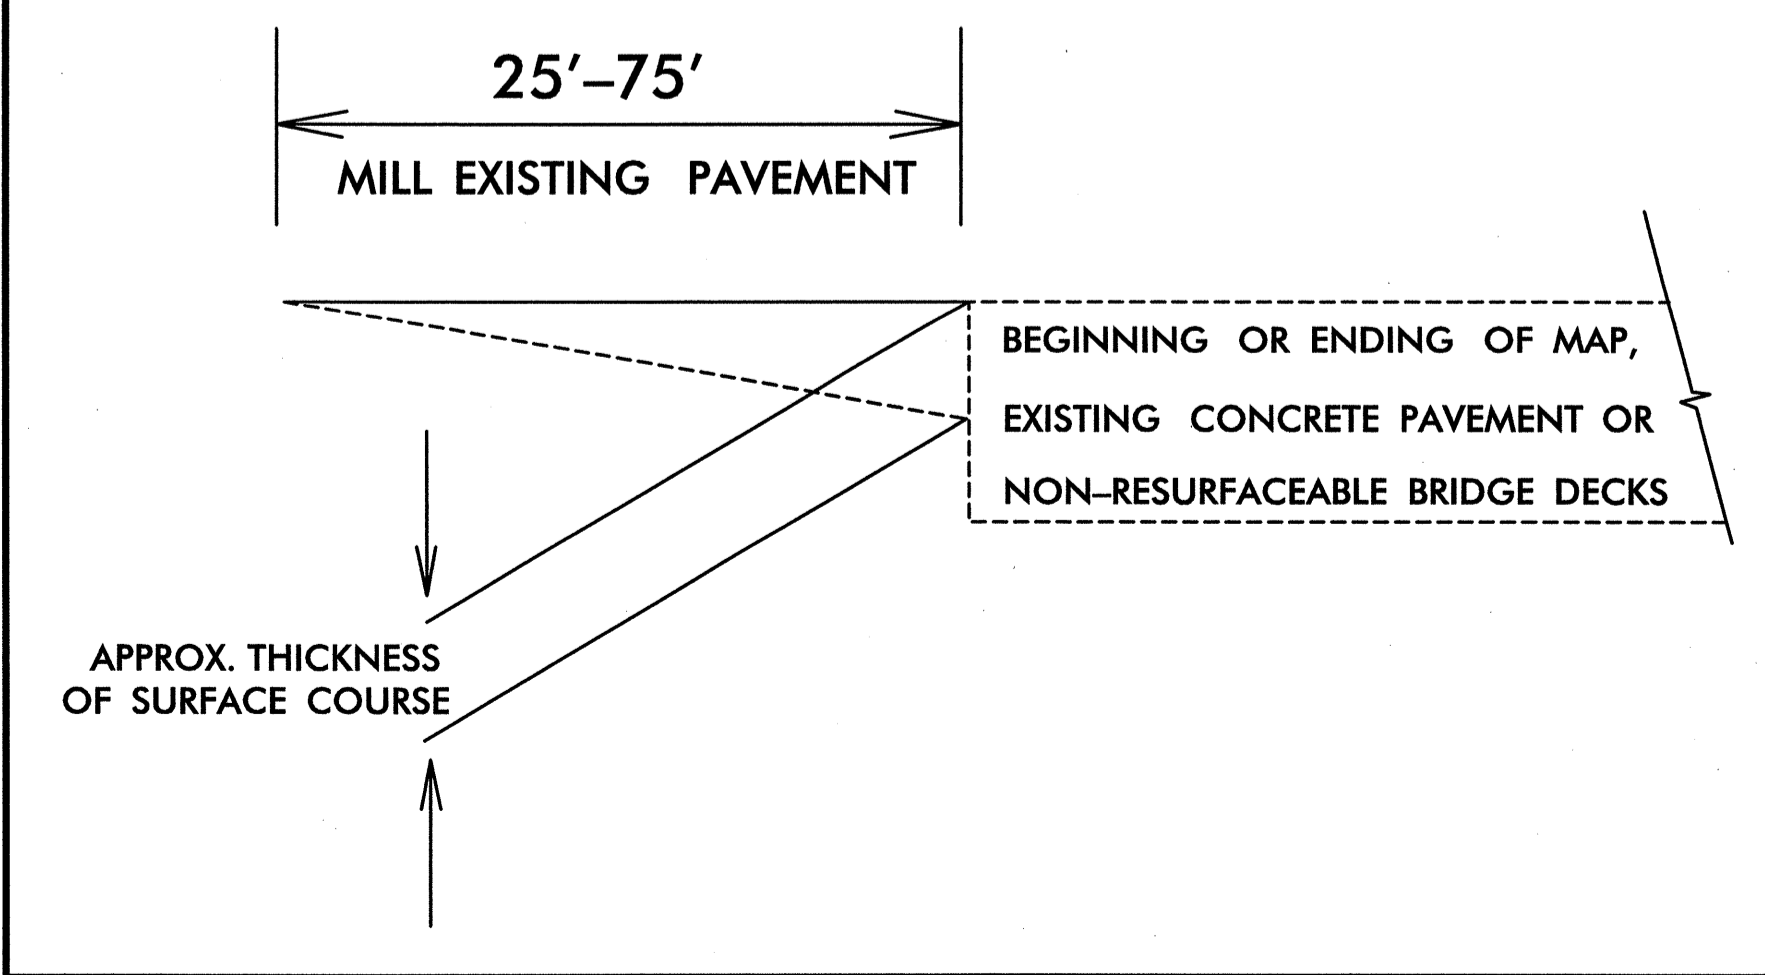 25'–75'
MILL EXISTING PAVEMENT
BEGINNING OR ENDING OF MAP,
EXISTING CONCRETE PAVEMENT OR
NON–RESURFACEABLE BRIDGE DECKS
APPROX. THICKNESS
OF SURFACE COURSE